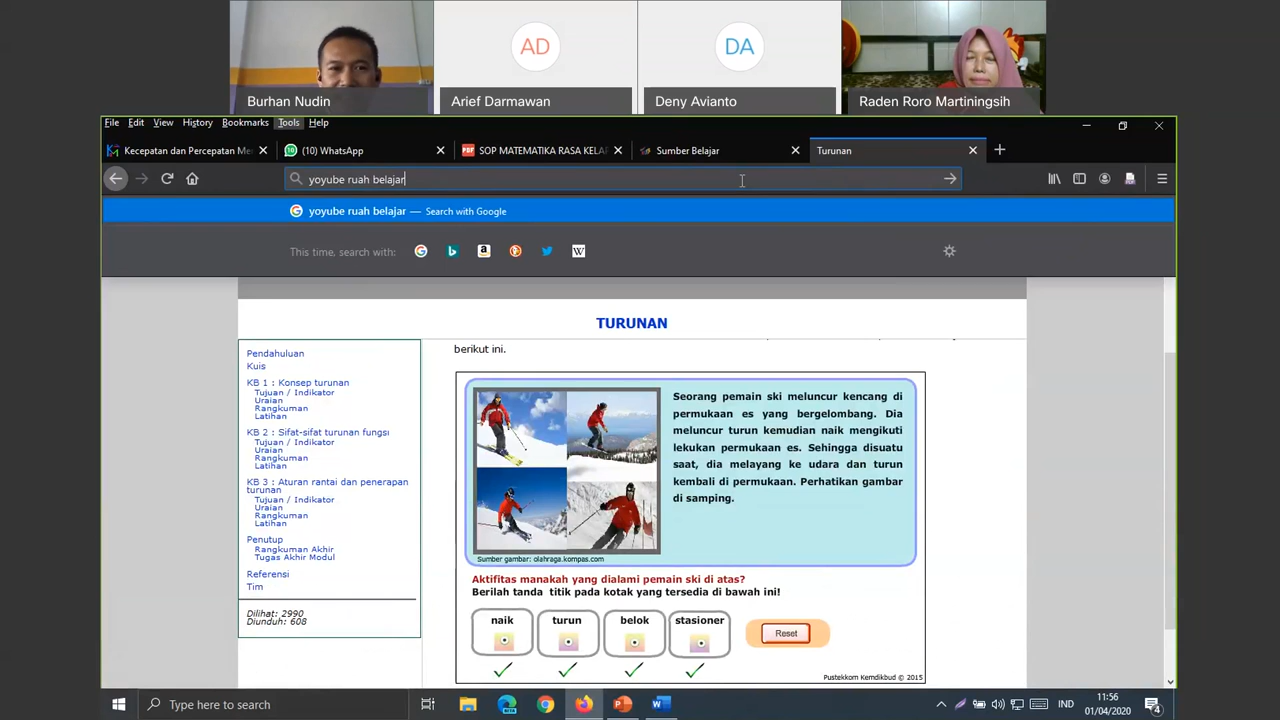 AD
DA
Burhan Nudin
Arief Darmawan
Deny Avianto
Raden Roro Martiningsih
File Edit View History Bookmarks Tools Help
Kecepatan dan Percepatan Me
(10) WhatsApp
PDF SOP MATEMATIKA RASA KELAR
Sumber Belajar
Turunan
yoyube ruah belajar
yoyube ruah belajar — Search with Google
This time, search with:
TURUNAN
berikut ini.
Pendahuluan
Kuis
KB 1 : Konsep turunan
Tujuan / Indikator
Uraian
Rangkuman
Latihan
KB 2 : Sifat-sifat turunan fungsi
Tujuan / Indikator
Uraian
Rangkuman
Latihan
KB 3 : Aturan rantai dan penerapan
turunan
Tujuan / Indikator
Uraian
Rangkuman
Latihan
Penutup
Rangkuman Akhir
Tugas Akhir Modul
Referensi
Tim
Dilihat: 2990
Diunduh: 608
Seorang pemain ski meluncur kencang di
permukaan es yang bergelombang. Dia
meluncur turun kemudian naik mengikuti
lekukan permukaan es. Sehingga disuatu
saat, dia melayang ke udara dan turun
kembali di permukaan. Perhatikan gambar
di samping.
Sumber gambar: olahraga.kompas.com
Aktifitas manakah yang dialami pemain ski di atas?
Berilah tanda titik pada kotak yang tersedia di bawah ini!
naik
turun
belok
stasioner
Reset
Pustekkom Kemdikbud © 2015
Type here to search
IND
11:56
01/04/2020
4